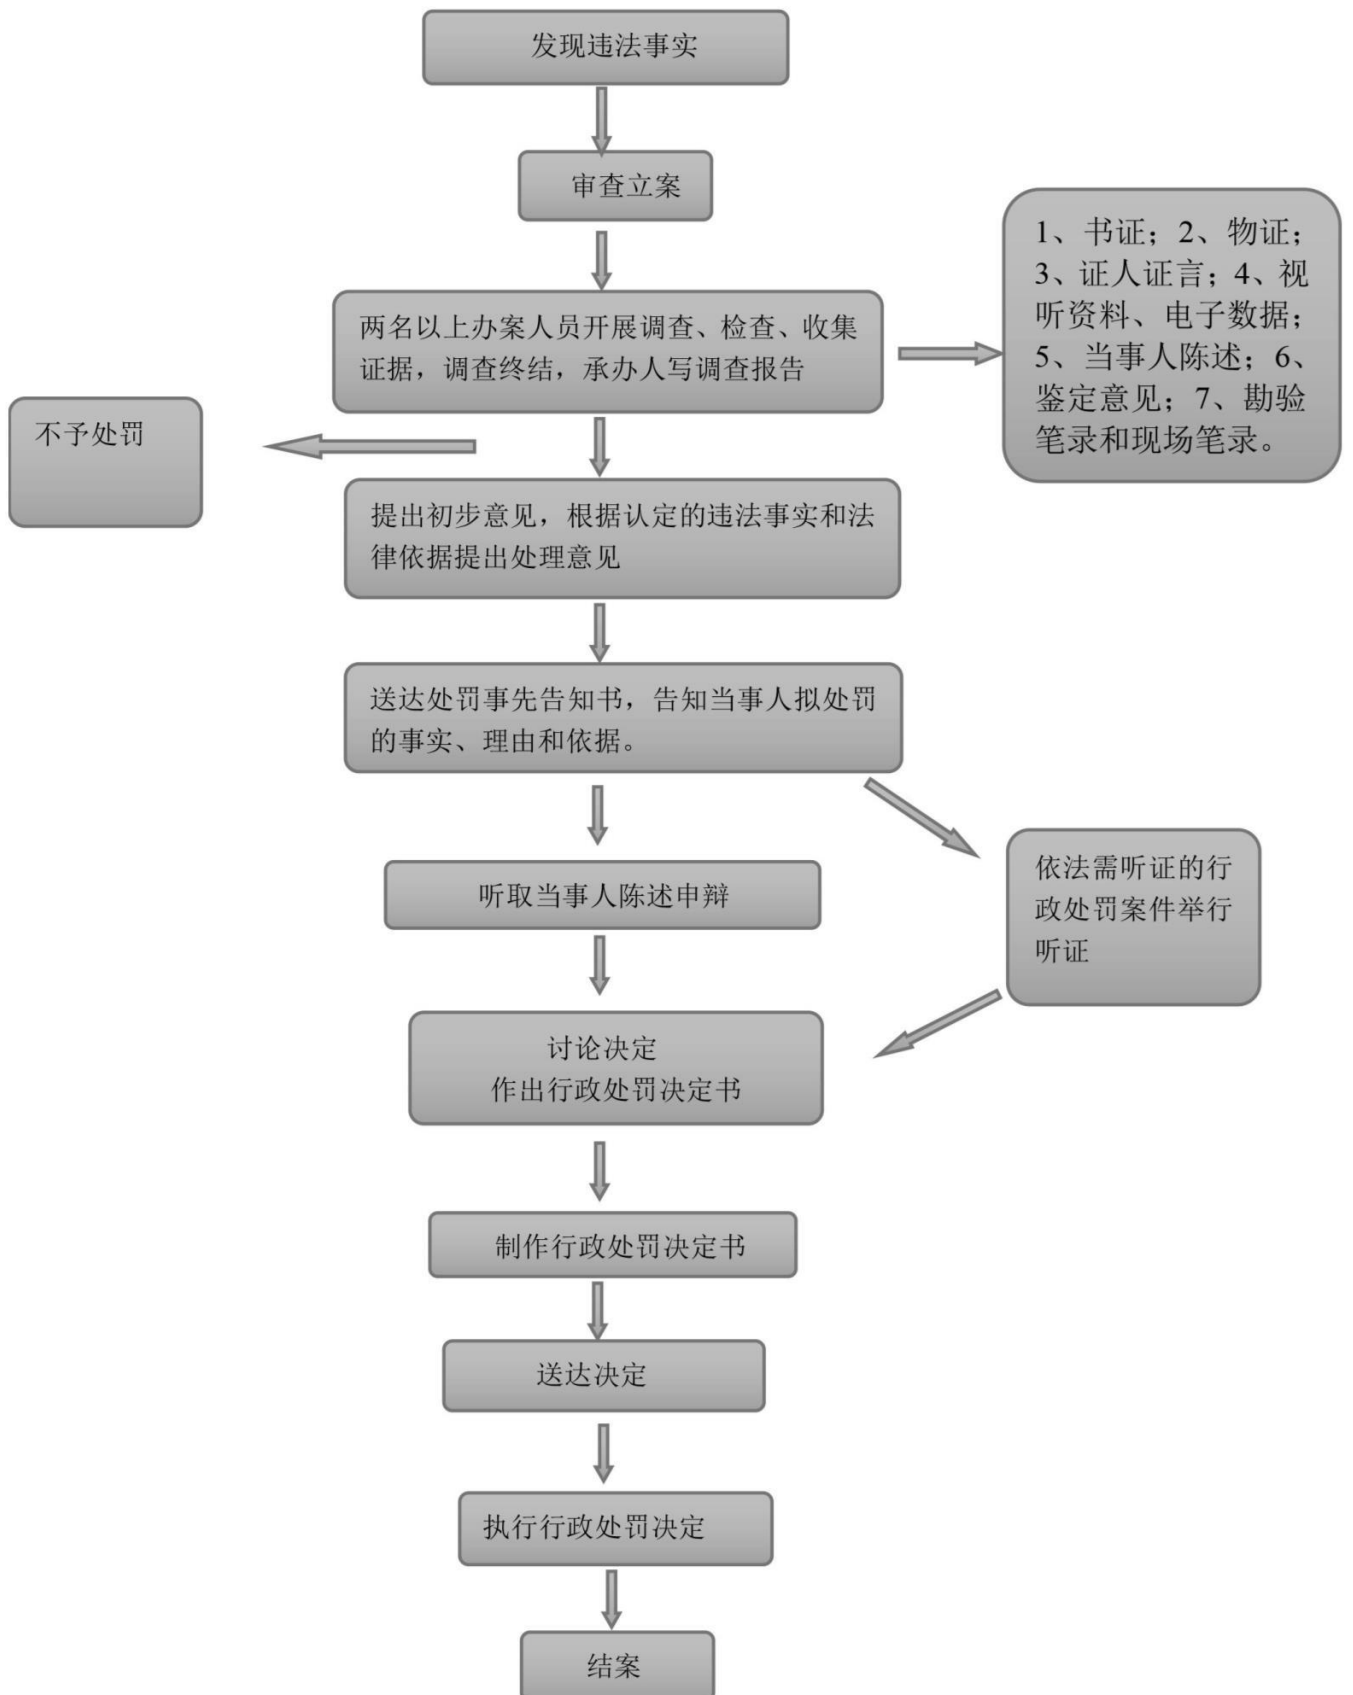 发现违法事实
审查立案
1、书证；2、物证；
3、证人证言；4、视
听资料、电子数据；
5、当事人陈述；6、
鉴定意见；7、勘验
笔录和现场笔录。
两名以上办案人员开展调查、检查、收集
证据，调查终结，承办人写调查报告
不予处罚
提出初步意见，根据认定的违法事实和法
律依据提出处理意见
送达处罚事先告知书，告知当事人拟处罚
的事实、理由和依据。
听取当事人陈述申辩
依法需听证的行
政处罚案件举行
听证
讨论决定
作出行政处罚决定书
制作行政处罚决定书
送达决定
执行行政处罚决定
结案